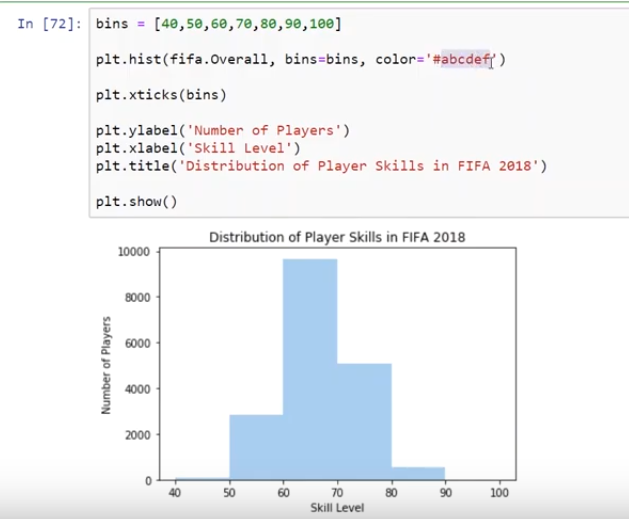 In [72]: bins = [40,50,60,70,80,90,100]
plt.hist(fifa.Overall, bins=bins, color='#abcdef')
plt.xticks(bins)
plt.ylabel('Number of Players')
plt.xlabel('Skill Level')
plt.title('Distribution of Player Skills in FIFA 2018')
plt.show()
Distribution of Player Skills in FIFA 2018
10000
8000
6000
4000
2000
0
Number of Players
40 50 60 70 80 90 100
Skill Level